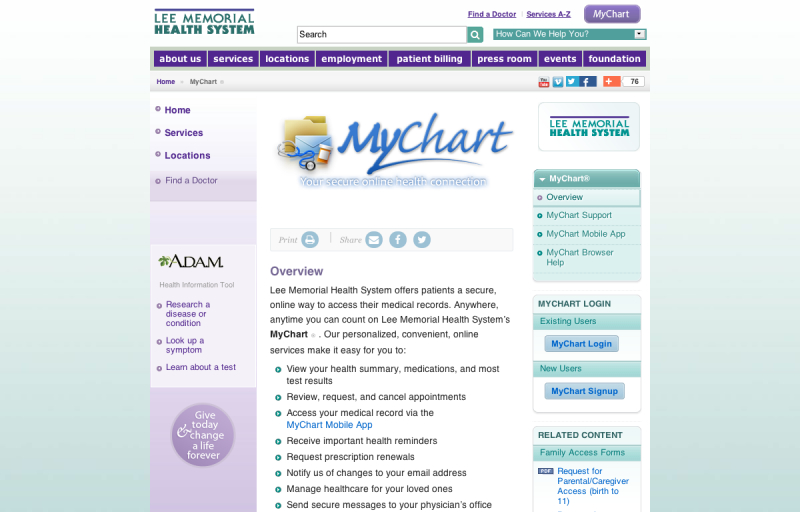 LEE MEMORIAL
HEALTH SYSTEM
Find a Doctor
Services A-Z
MyChart
Search
How Can We Help You?
about us
services
locations
employment
patient billing
press room
events
foundation
Home
MyChart
You
Tube
76
Home
Services
Locations
Find a Doctor
ADAM.
Health Information Tool
Research a
disease or
condition
Look up a
symptom
Learn about a test
Give
today
& change
a life
forever
MyChart
Your secure online health connection
Print
Share
Overview
Lee Memorial Health System offers patients a secure,
online way to access their medical records. Anywhere,
anytime you can count on Lee Memorial Health System's
MyChart . Our personalized, convenient, online
services make it easy for you to:
View your health summary, medications, and most
test results
Review, request, and cancel appointments
Access your medical record via the
MyChart Mobile App
Receive important health reminders
Request prescription renewals
Notify us of changes to your email address
Manage healthcare for your loved ones
Send secure messages to your physician's office
LEE MEMORIAL
HEALTH SYSTEM
MyChart®
Overview
MyChart Support
MyChart Mobile App
MyChart Browser
Help
MYCHART LOGIN
Existing Users
MyChart Login
New Users
MyChart Signup
RELATED CONTENT
Family Access Forms
PDF
Request for
Parental/Caregiver
Access (birth to
11)